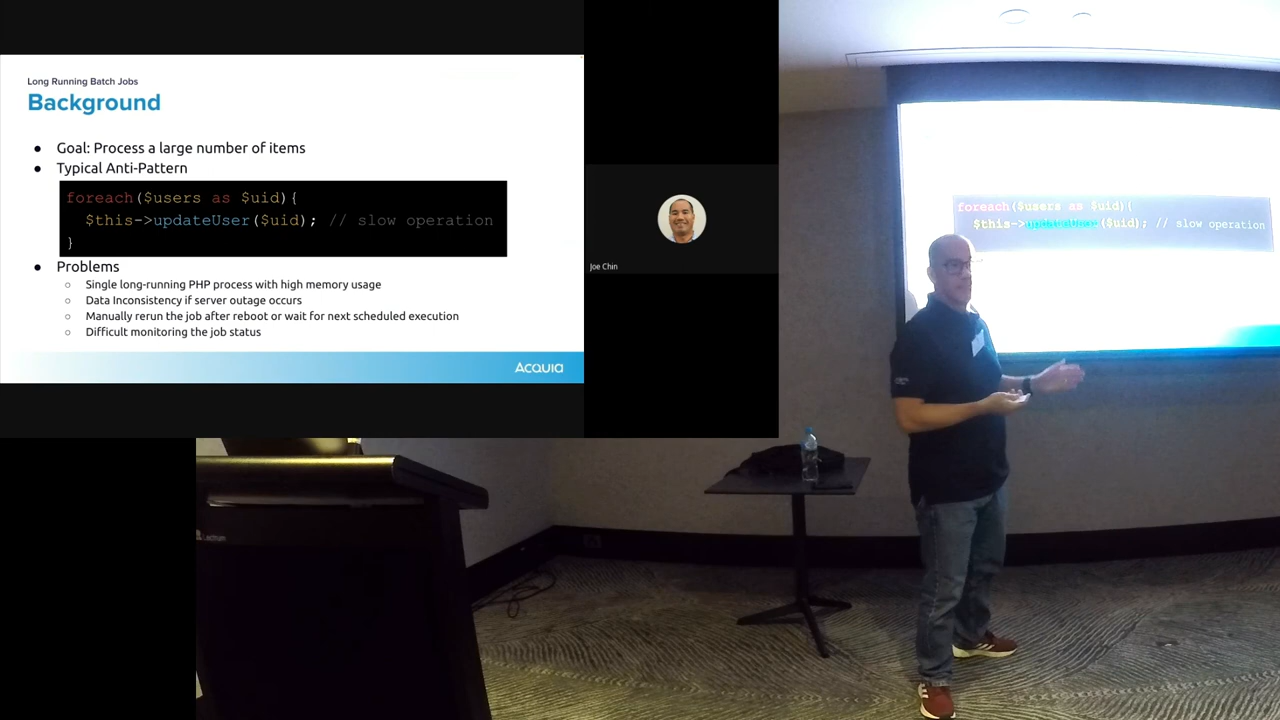 Long Running Batch Jobs
Background
● Goal: Process a large number of items
● Typical Anti-Pattern
foreach($users as $uid){
$this->updateUser($uid); // slow operation
}
● Problems
○ Single long-running PHP process with high memory usage
○ Data Inconsistency if server outage occurs
○ Manually rerun the job after reboot or wait for next scheduled execution
○ Difficult monitoring the job status
Acquia
Joe Chin
foreach($users as $uid){
$this->updateUser($uid); // slow operation